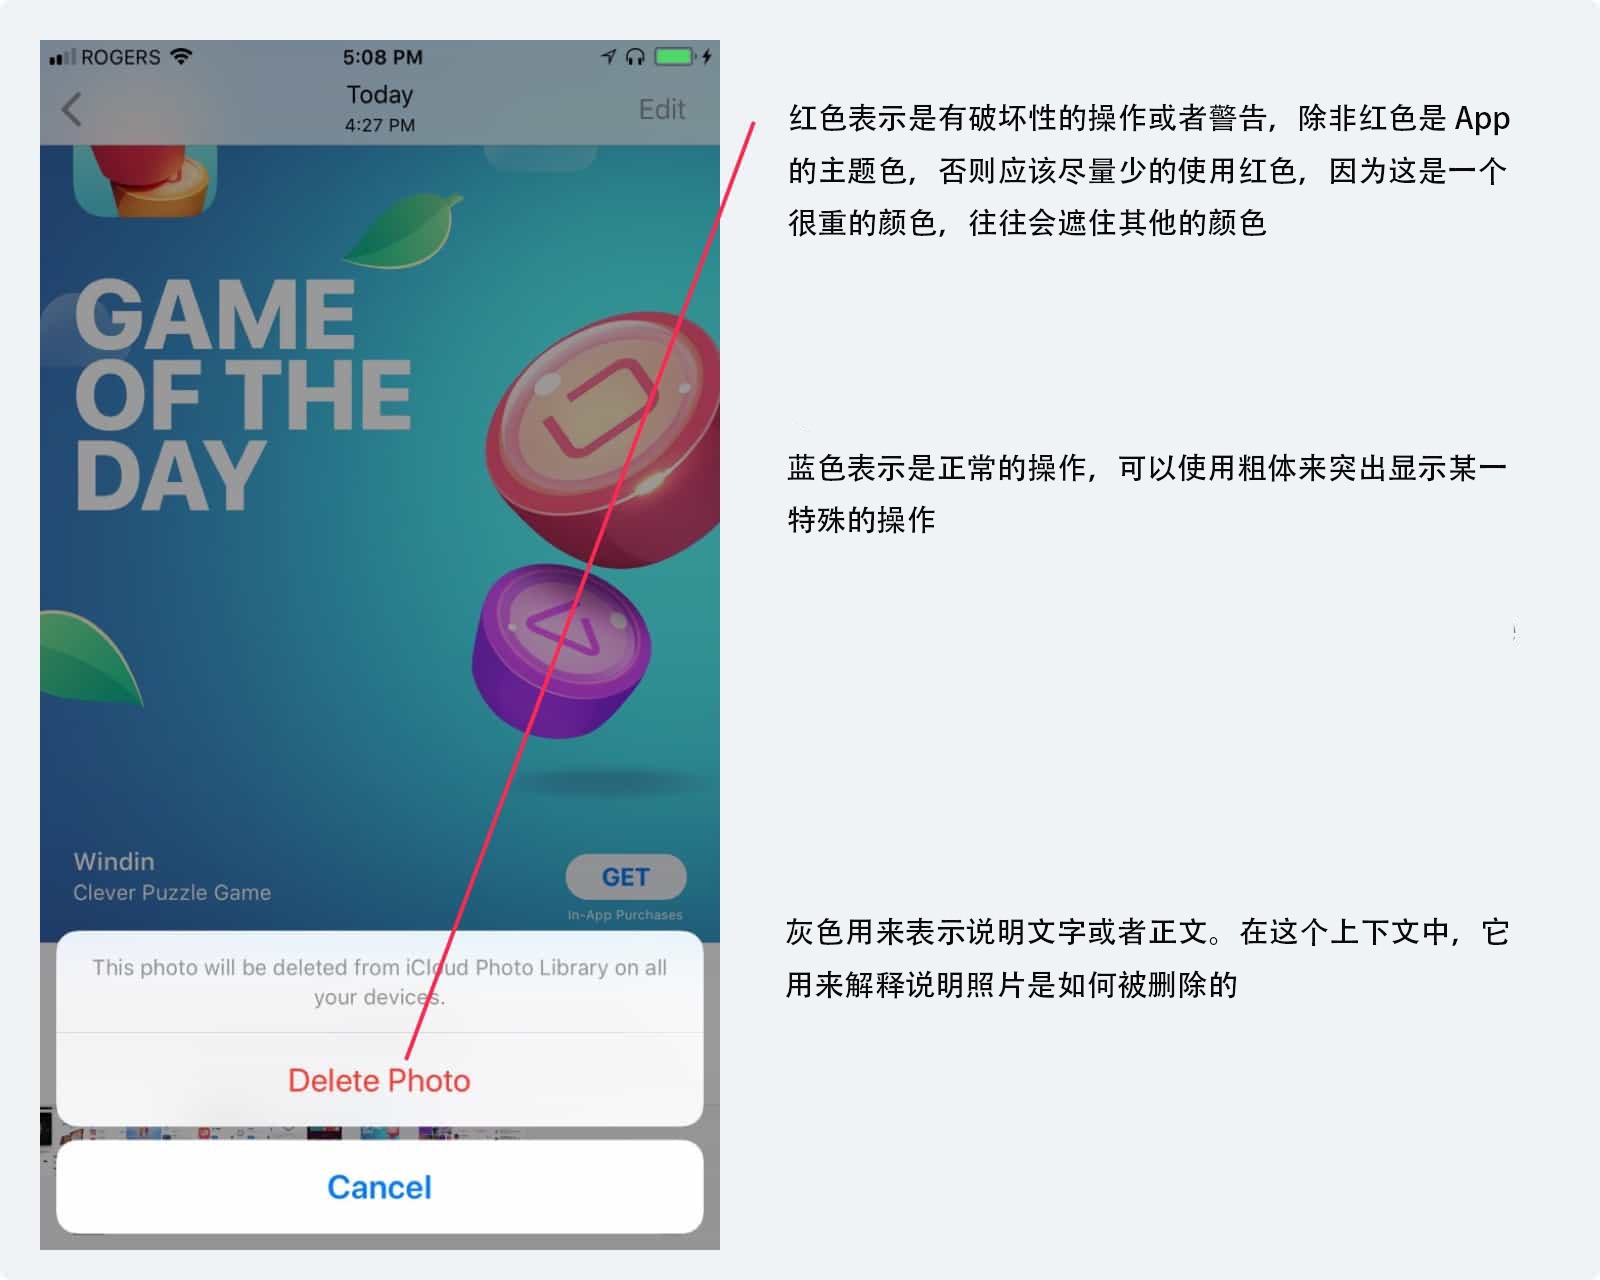 ROGERS
5:08 PM
Today
4:27 PM
Edit
GAME
OF THE
DAY
Windin
Clever Puzzle Game
GET
In-App Purchases
This photo will be deleted from iCloud Photo Library on all
your devices.
Delete Photo
Cancel
红色表示是有破坏性的操作或者警告，除非红色是 App
的主题色，否则应该尽量少的使用红色，因为这是一个
很重的颜色，往往会遮住其他的颜色
蓝色表示是正常的操作，可以使用粗体来突出显示某一
特殊的操作
灰色用来表示说明文字或者正文。在这个上下文中，它
用来解释说明照片是如何被删除的